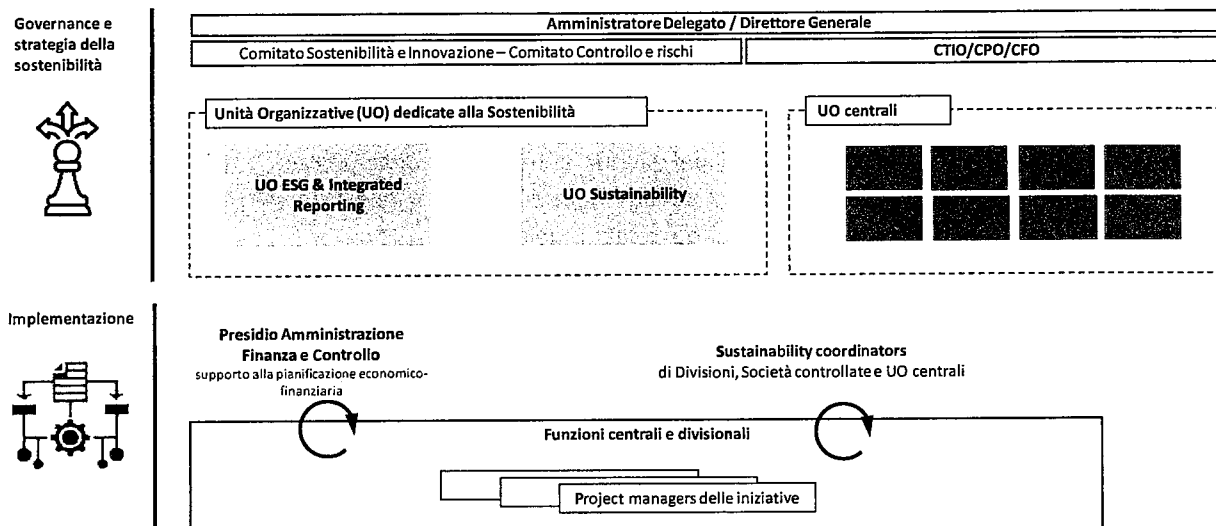 Governance e
strategia della
sostenibilità
Amministratore Delegato / Direttore Generale
Comitato Sostenibilità e Innovazione – Comitato Controllo e rischi
CTIO/CPO/CFO
Unità Organizzative (UO) dedicate alla Sostenibilità
UO ESG & Integrated
Reporting
UO Sustainability
UO centrali
Implementazione
Presidio Amministrazione
Finanza e Controllo
supporto alla pianificazione economico-
finanziaria
Sustainability coordinators
di Divisioni, Società controllate e UO centrali
Funzioni centrali e divisionali
Project managers delle iniziative